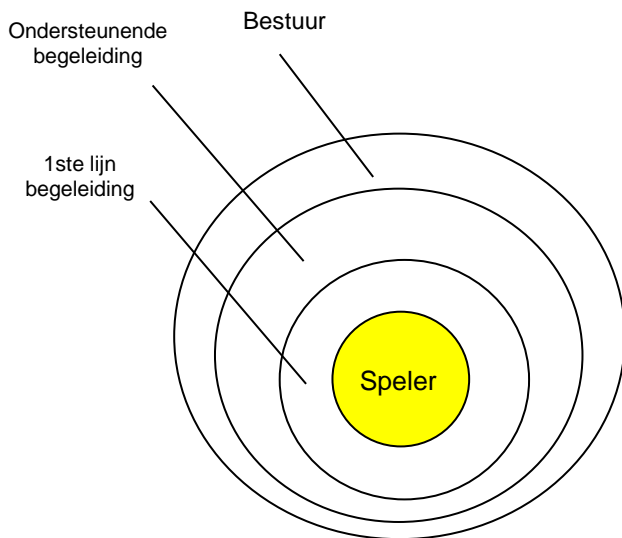 Bestuur
Ondersteunende
begeleiding
1ste lijn
begeleiding
Speler